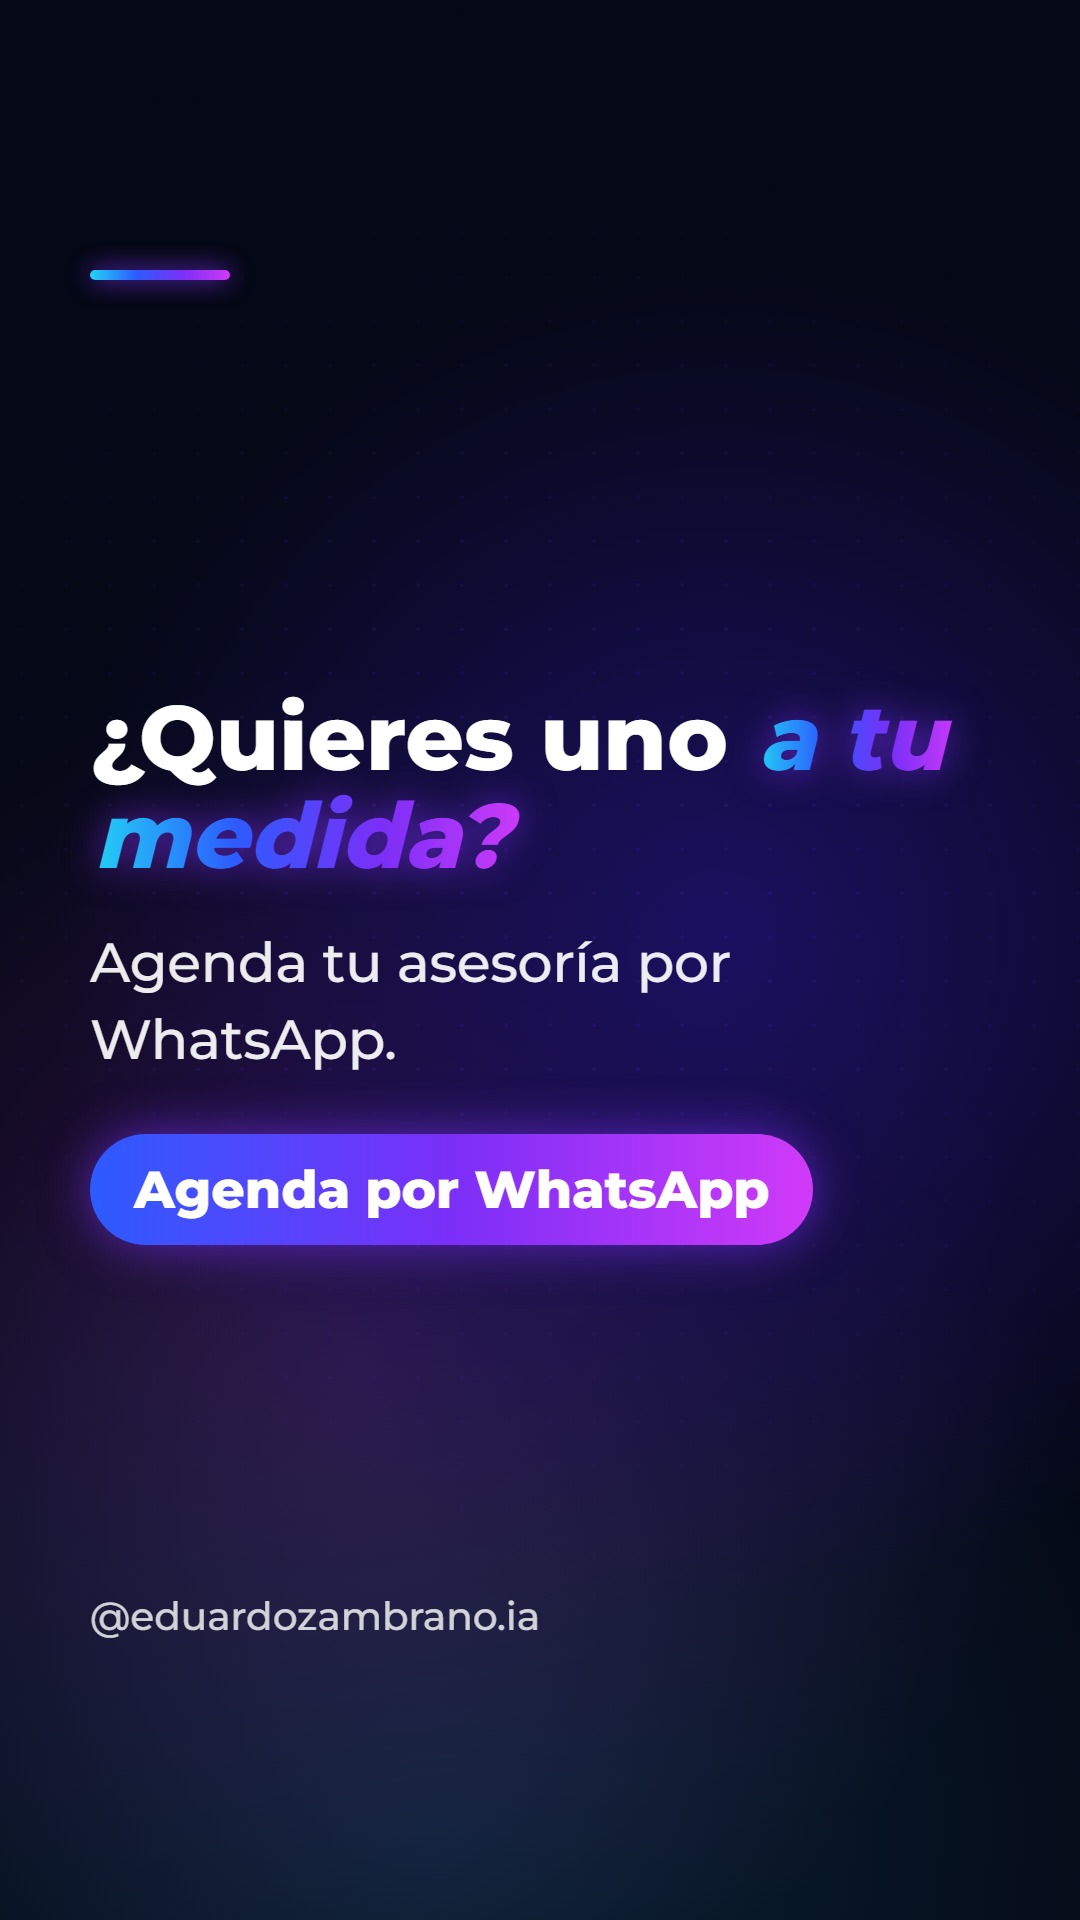 ¿Quieres uno a tu
medida?
Agenda tu asesoría por
WhatsApp.
Agenda por WhatsApp
@eduardozambrano.ia